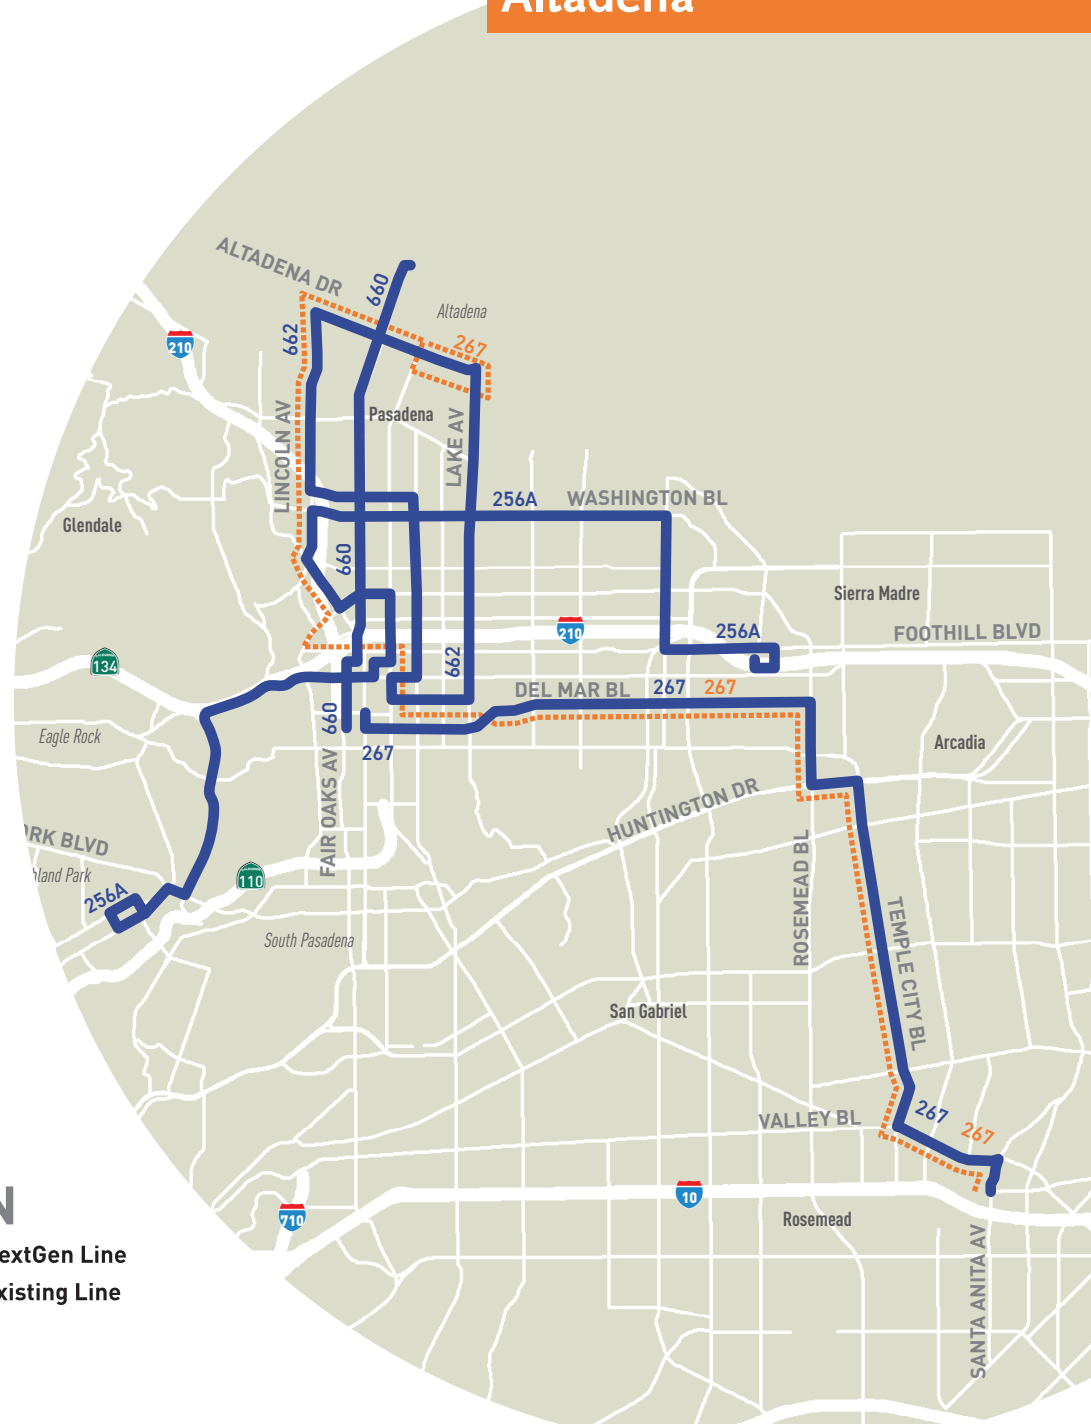 Altadena
ALTADENA DR
660
Altadena
662
267
210
LINCOLN AV
Pasadena
LAKE AV
256A
WASHINGTON BL
Glendale
660
Sierra Madre
210
256A
FOOTHILL BLVD
134
662
DEL MAR BL
267
267
660
Eagle Rock
267
Arcadia
FAIR OAKS AV
HUNTINGTON DR
ORK BLVD
hland Park
110
256A
ROSEMEAD BL
TEMPLE CITY BL
South Pasadena
San Gabriel
VALLEY BL
267
267
10
N
710
Rosemead
extGen Line
xisting Line
SANTA ANITA AV